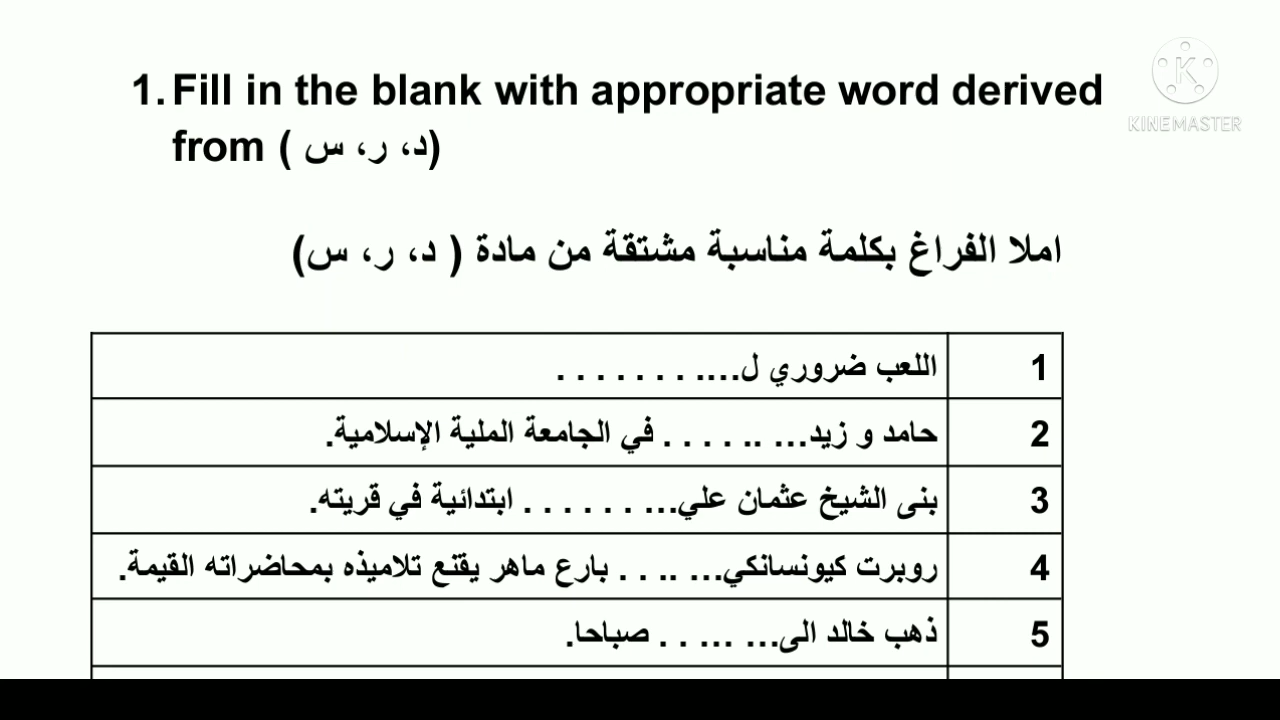 1. Fill in the blank with appropriate word derived
from ( د، ر، س)
K
KINEMASTER
املا الفراغ بكلمة مناسبة مشتقة من مادة ( د، ر، س)
1 اللعب ضروري ل.... . . . . . . .
2 حامد و زيد... .. . . . . . في الجامعة الملية الإسلامية.
3 بنى الشيخ عثمان علي... . . . . . . ابتدائية في قريته.
4 روبرت كيونسانكي... .. . . بارع ماهر يقنع تلاميذه بمحاضراته القيمة.
5 ذهب خالد الى... ... . . صباحا.